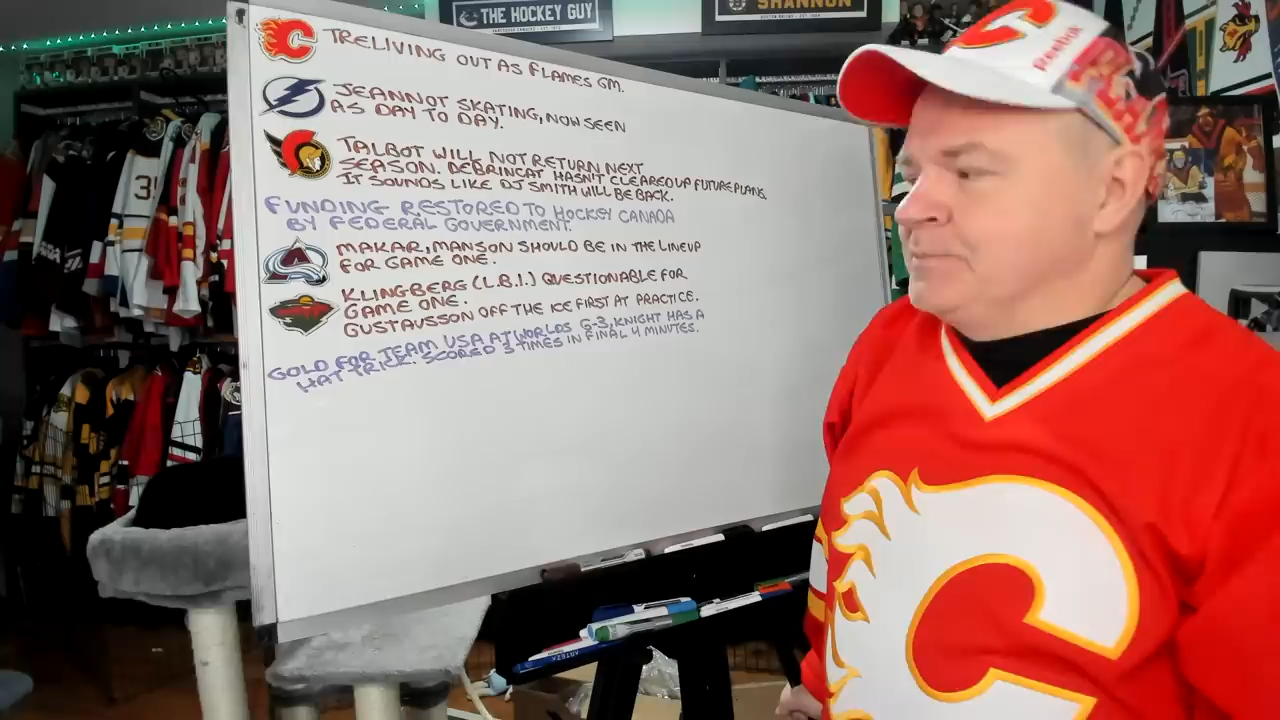 THE HOCKEY GUY
SHANNON
Reebok
TRELIVING OUT AS FLAMES GM.
JEANNOT SKATING, NOW SEEN
AS DAY TO DAY.
TALBOT WILL NOT RETURN NEXT
SEASON. DEBRINCAT HASN'T CLEARED UP FUTURE PLANS.
IT SOUNDS LIKE DJ SMITH WILL BE BACK.
FUNDING RESTORED TO HOCKEY CANADA
BY FEDERAL GOVERNMENT.
MAKAR, MANSON SHOULD BE IN THE LINEUP
FOR GAME ONE.
KLINGBERG (L.B.I.) QUESTIONABLE FOR
GAME ONE.
GUSTAVSSON OFF THE ICE FIRST AT PRACTICE.
GOLD FOR TEAM USA AT WORLDS 6-3, KNIGHT HAS A
HAT TRICK. SCORED 3 TIMES IN FINAL 4 MINUTES.
ARTEZA